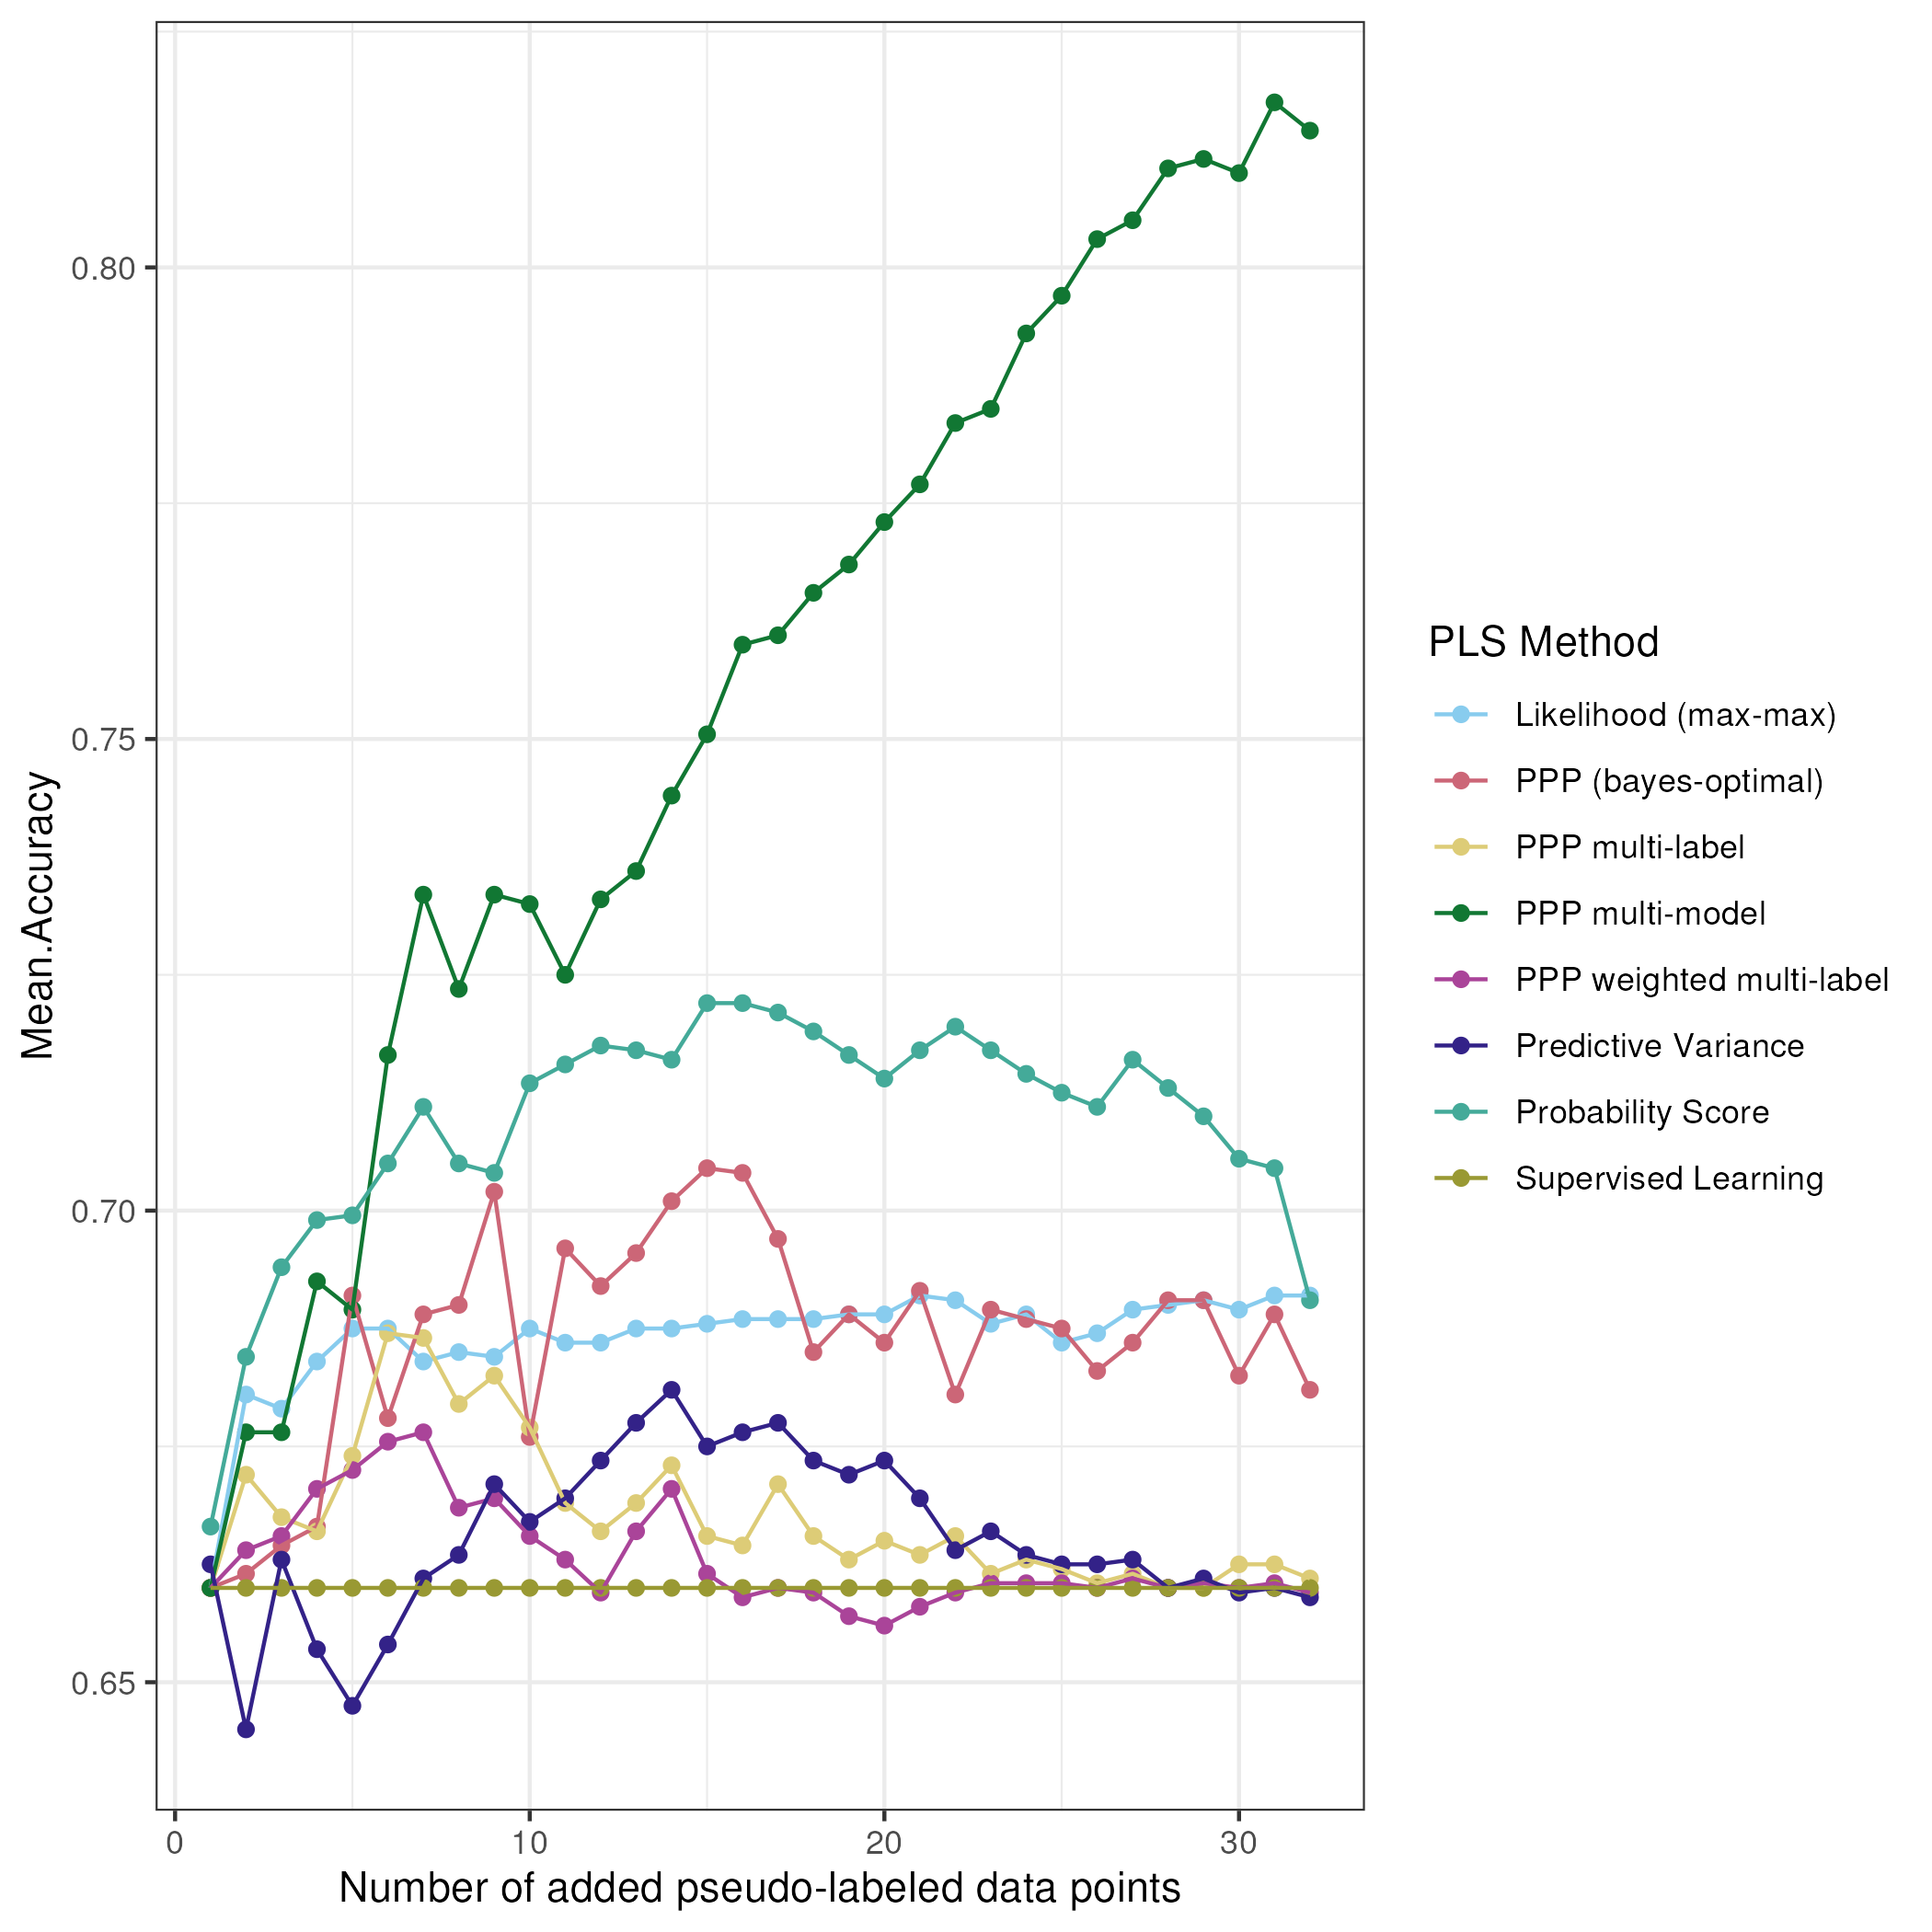 Mean.Accuracy
0.80
0.75
0.70
0.65
0
10
20
30
Number of added pseudo-labeled data points
PLS Method
Likelihood (max-max)
PPP (bayes-optimal)
PPP multi-label
PPP multi-model
PPP weighted multi-label
Predictive Variance
Probability Score
Supervised Learning